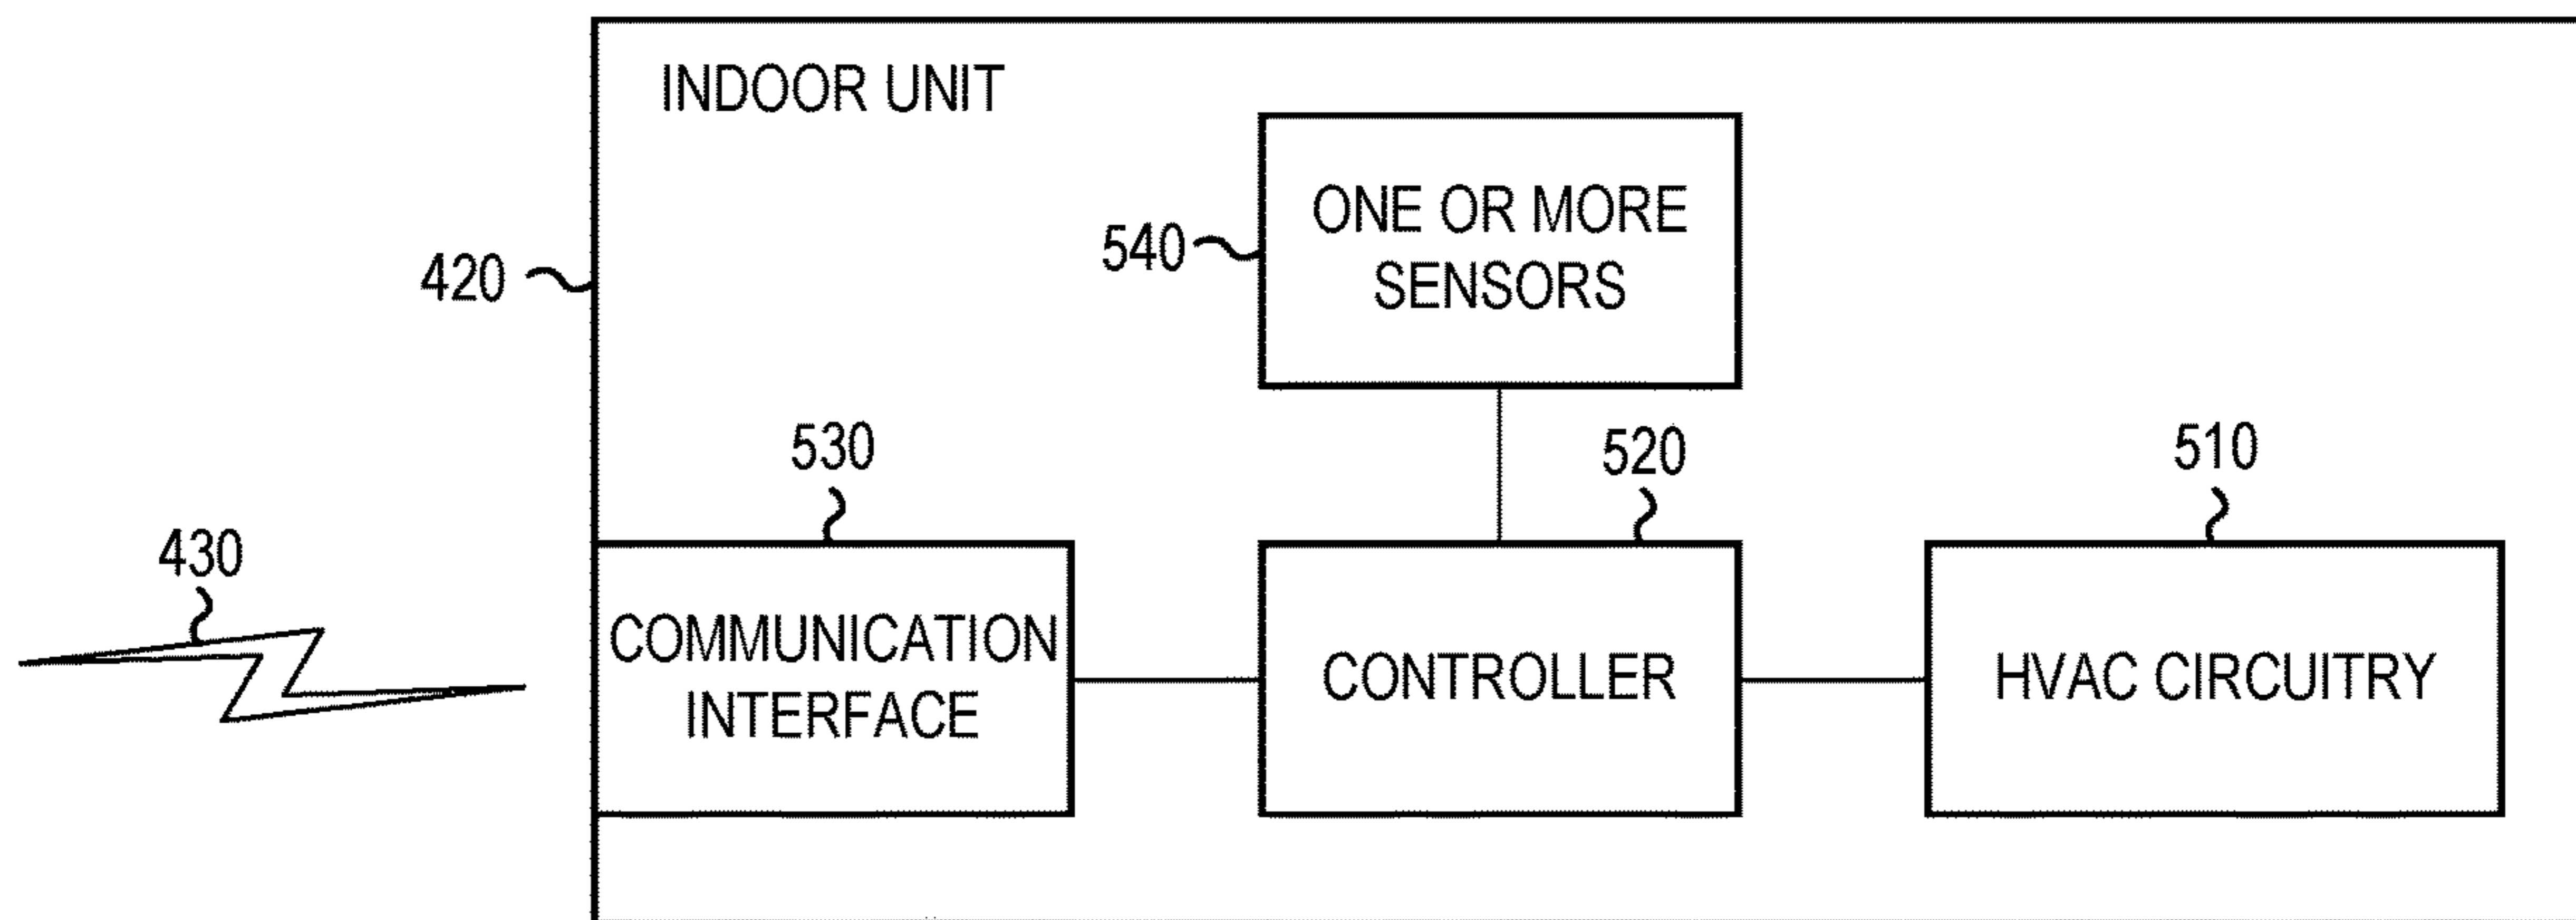 INDOOR UNIT
ONE OR MORE
SENSORS
540
420
530
520
510
430
COMMUNICATION
INTERFACE
CONTROLLER
HVAC CIRCUITRY